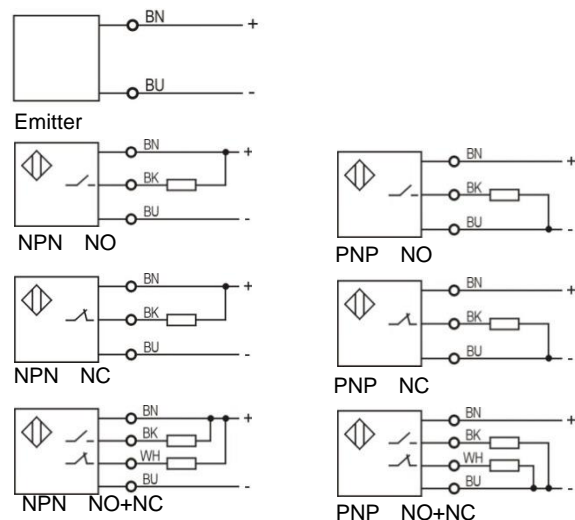 BN +
BU -
Emitter
BN +
BK
BU -
NPN NO
BN +
BK
BU -
PNP NO
BN +
BK
BU -
NPN NC
BN +
BK
BU -
PNP NC
BN +
BK
WH
BU -
NPN NO+NC
BN +
BK
WH
BU -
PNP NO+NC